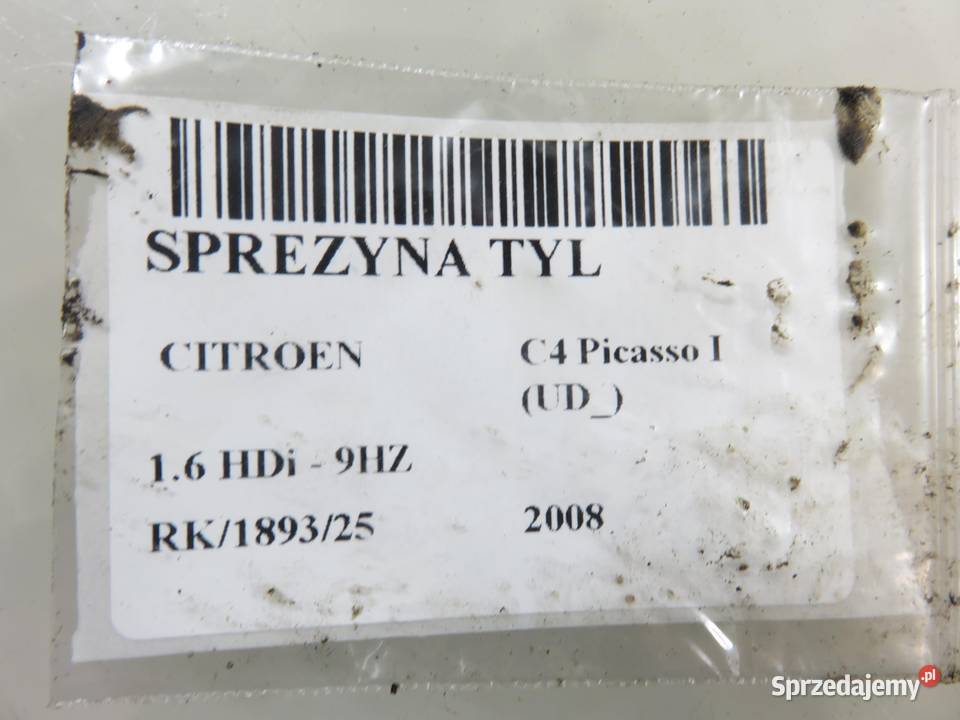 SPREZYNA TYL
CITROEN C4 Picasso I
(UD_)
1.6 HDi - 9HZ
RK/1893/25 2008
Sprzedajemy.pl